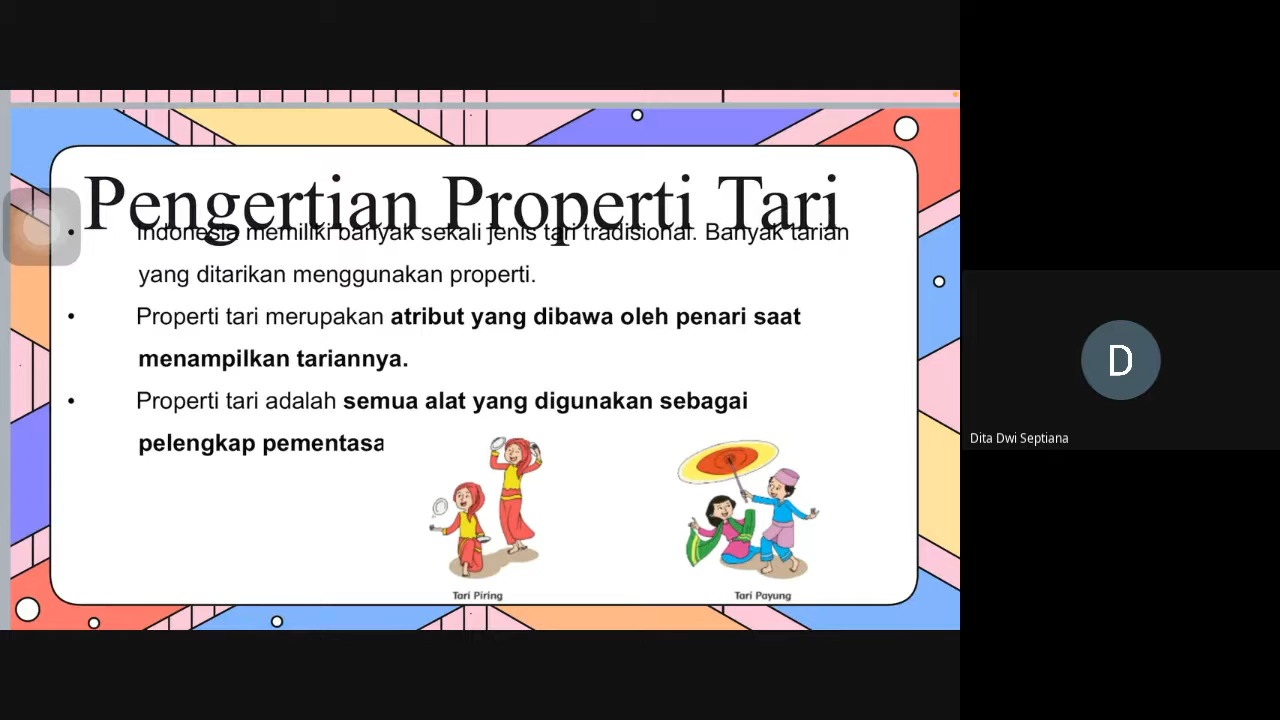 Pengertian Properti Tari
• Indonesia memiliki banyak sekali jenis tari tradisional. Banyak tarian
yang ditarikan menggunakan properti.
• Properti tari merupakan atribut yang dibawa oleh penari saat
menampilkan tariannya.
• Properti tari adalah semua alat yang digunakan sebagai
pelengkap pementasa
Tari Piring
Tari Payung
D
Dita Dwi Septiana